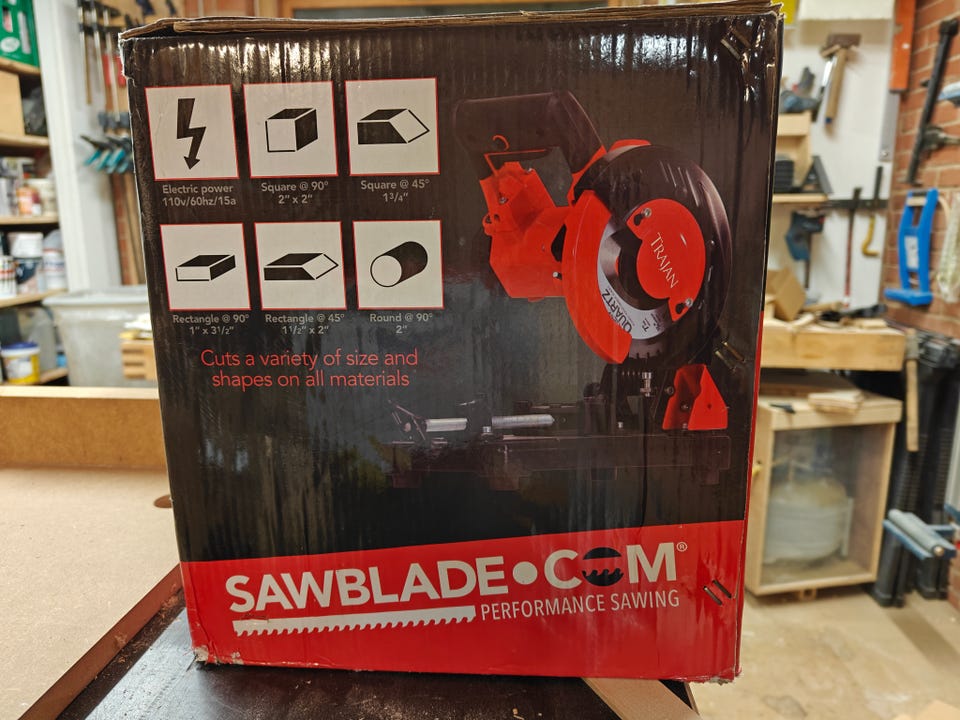 Electric power
110v/60hz/15a
Square @ 90°
2" x 2"
Square @ 45°
1¾"
Rectangle @ 90°
1" x 3½"
Rectangle @ 45°
1½" x 2"
Round @ 90°
2"
Cuts a variety of size and
shapes on all materials
TRAJAN
QUARTZ
SAWBLADE•COM®
PERFORMANCE SAWING